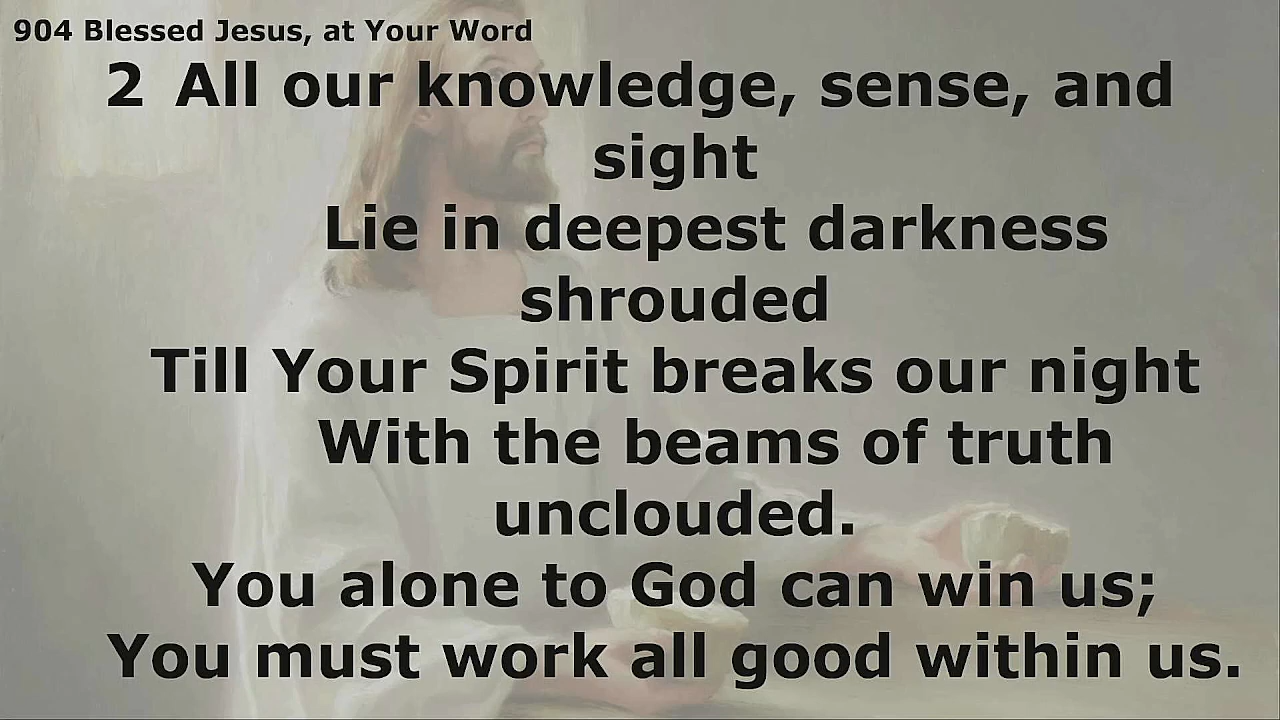 904 Blessed Jesus, at Your Word
2 All our knowledge, sense, and
sight
Lie in deepest darkness
shrouded
Till Your Spirit breaks our night
With the beams of truth
unclouded.
You alone to God can win us;
You must work all good within us.